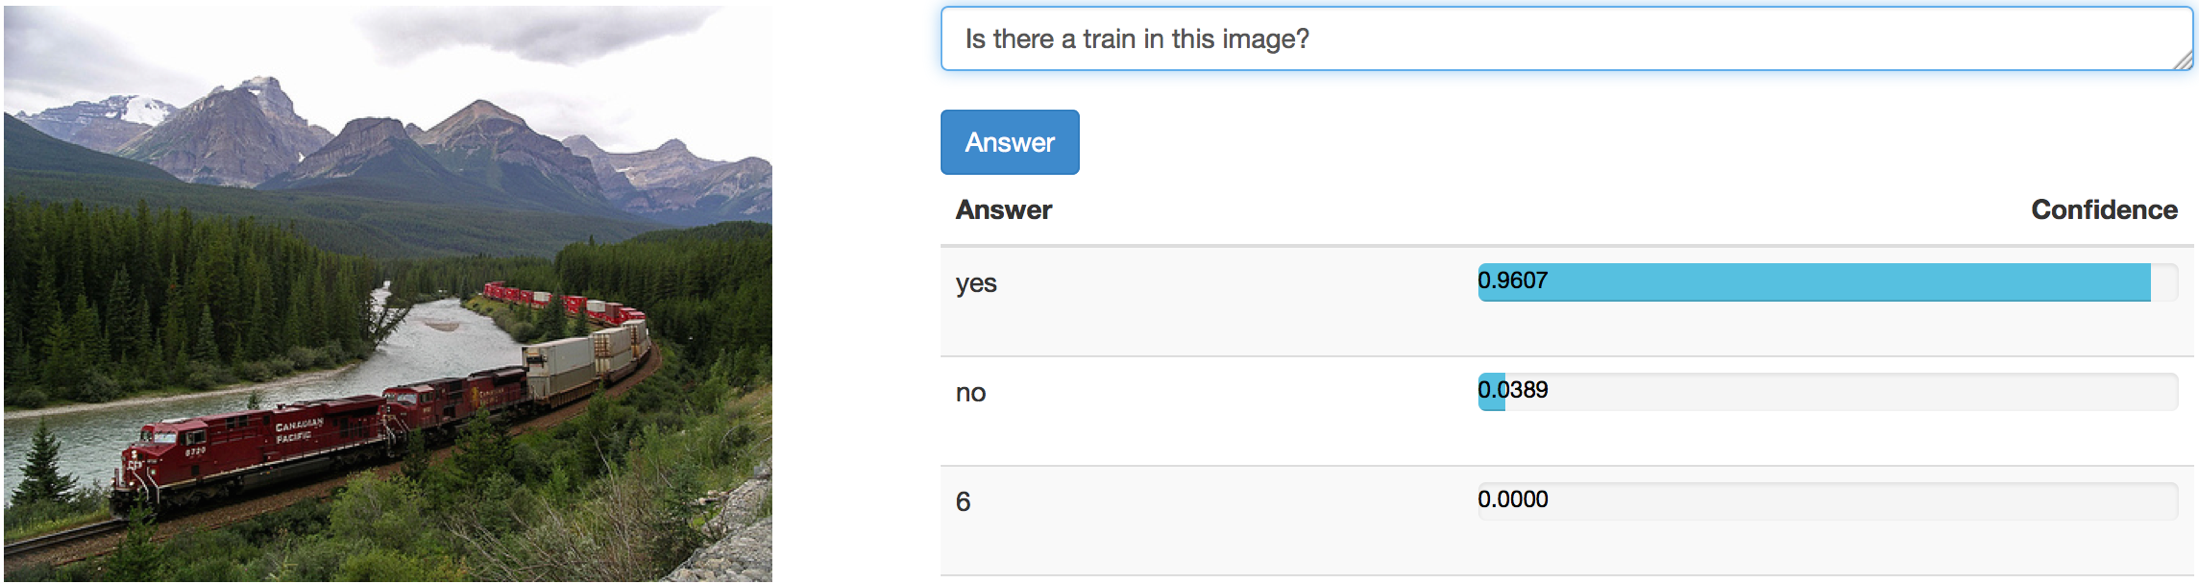 Is there a train in this image?
Answer
Answer Confidence
yes 0.9607
no 0.0389
6 0.0000
CANADIAN
PACIFIC
8720